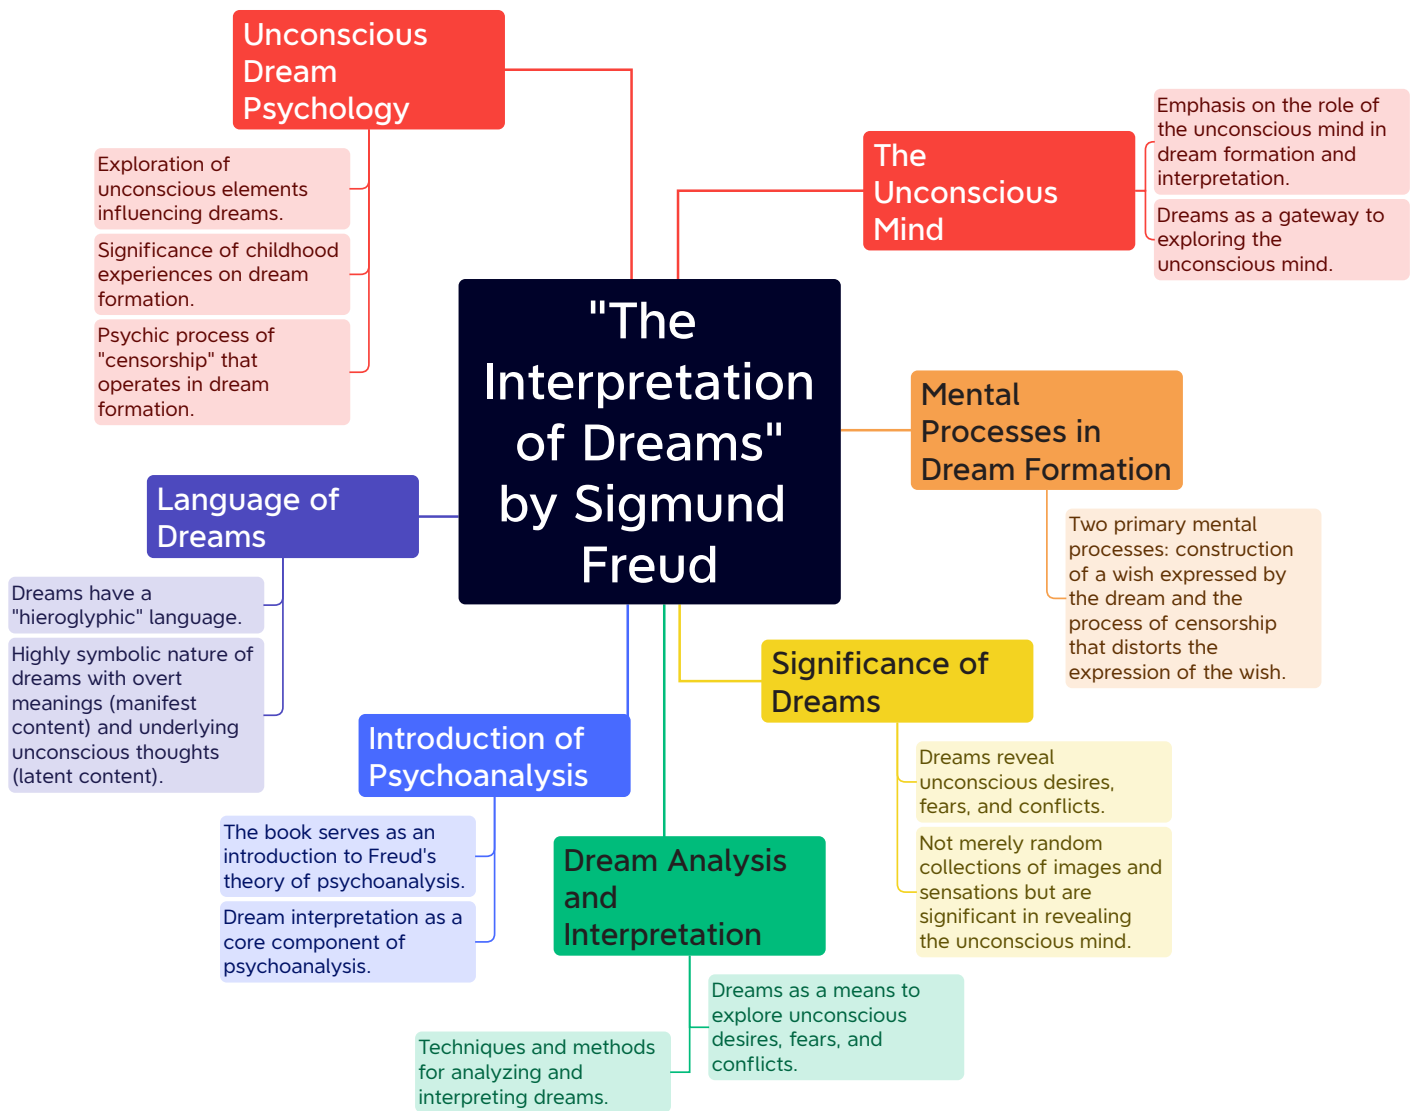 "The
Interpretation
of Dreams"
by Sigmund
Freud
Unconscious
Dream
Psychology
Exploration of
unconscious elements
influencing dreams.
Significance of childhood
experiences on dream
formation.
Psychic process of
"censorship" that
operates in dream
formation.
The
Unconscious
Mind
Emphasis on the role of
the unconscious mind in
dream formation and
interpretation.
Dreams as a gateway to
exploring the
unconscious mind.
Mental
Processes in
Dream Formation
Two primary mental
processes: construction
of a wish expressed by
the dream and the
process of censorship
that distorts the
expression of the wish.
Language of
Dreams
Dreams have a
"hieroglyphic" language.
Highly symbolic nature of
dreams with overt
meanings (manifest
content) and underlying
unconscious thoughts
(latent content).
Significance of
Dreams
Dreams reveal
unconscious desires,
fears, and conflicts.
Not merely random
collections of images and
sensations but are
significant in revealing
the unconscious mind.
Introduction of
Psychoanalysis
The book serves as an
introduction to Freud's
theory of psychoanalysis.
Dream interpretation as a
core component of
psychoanalysis.
Dream Analysis
and
Interpretation
Dreams as a means to
explore unconscious
desires, fears, and
conflicts.
Techniques and methods
for analyzing and
interpreting dreams.